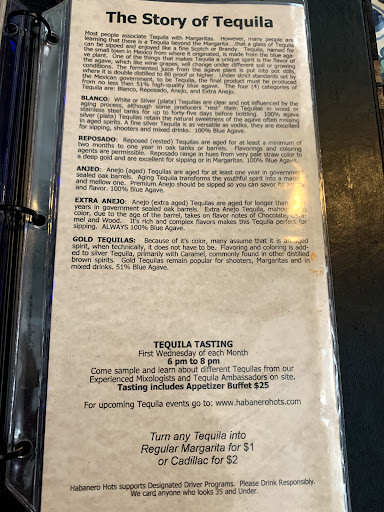 The Story of Tequila
Most people associate Tequila with Margaritas. However, many people are
learning that there is a Tequila beyond the Margarita...that a glass of Tequila
can be sipped and enjoyed like a fine Scotch or Brandy. Tequila, named for
the small town in Mexico from where it originated, is made from the blue aga-
ve plant. One of the things that makes Tequila a unique spirit is the flavor of
the agave, which like wine grapes, will change under different soil or growing
conditions. The fermented juice from the agave plant is put into pot stills,
where it is double distilled to 80 proof or higher. Under strict standards set by
the Mexican government, to be Tequila, the final product must be produced
from no less then 51% high-quality blue agave. The four (4) categories of
Tequila are: Blanco, Reposado, Anejo, and Extra Anejo.
BLANCO: White or Silver (plata) Tequilas are clear and not influenced by the
aging process, although some producers "rest" their Tequilas in wood or
stainless steel tanks for up to forty-five days before bottling. 100% agave
silver (plata) Tequilas retain the natural sweetness of the agave often missing
in aged spirits. A fine silver Tequila is as versatile as vodka, they are excellent
for sipping, shooters and mixed drinks. 100% Blue Agave.
REPOSADO: Reposed (rested) Tequilas are aged for at least a minimum of
two months to one year in oak tanks or barrels. Flavorings and coloring
agents are permissible. Reposado range in hues from very pale straw color to
a deep gold and are excellent for sipping or in Margaritas. 100% Blue Agave.
ANEJO: Anejo (aged) Tequilas are aged for at least one year in government
sealed oak barrels. Aging Tequila transforms the youthful spirit into a mature
and mellow one. Premium Anejo should be sipped so you can savor its
and flavor. 100% Blue Agave.
EXTRA ANEJO: Anejo (extra aged) Tequilas are aged for longer than
years in government sealed oak barrels. Extra Anejo Tequila, mahogany
color, due to the age of the barrel, takes on flavor notes of Chocolate,
mel and Wood. It's rich and complex flavors makes this Tequila perfect for
sipping. ALWAYS 100% Blue Agave.
GOLD TEQUILAS: Because of it's color, many assume that it is an aged
spirit, when technically, it does not have to be. Flavoring and coloring is add-
ed to silver Tequila, primarily with Caramel, commonly found in other distilled
brown spirits. Gold Tequilas remain popular for shooters, Margaritas and in
mixed drinks. 51% Blue Agave.
TEQUILA TASTING
First Wednesday of each Month
6 pm to 8 pm
Come sample and learn about different Tequilas from our
Experienced Mixologists and Tequila Ambassadors on site.
Tasting includes Appetizer Buffet $25
For upcoming Tequila events go to: www.habanerohots.com
Turn any Tequila into
Regular Margarita for $1
or Cadillac for $2
Habanero Hots supports Designated Driver Programs. Please Drink Responsibly.
We card anyone who looks 35 and Under.